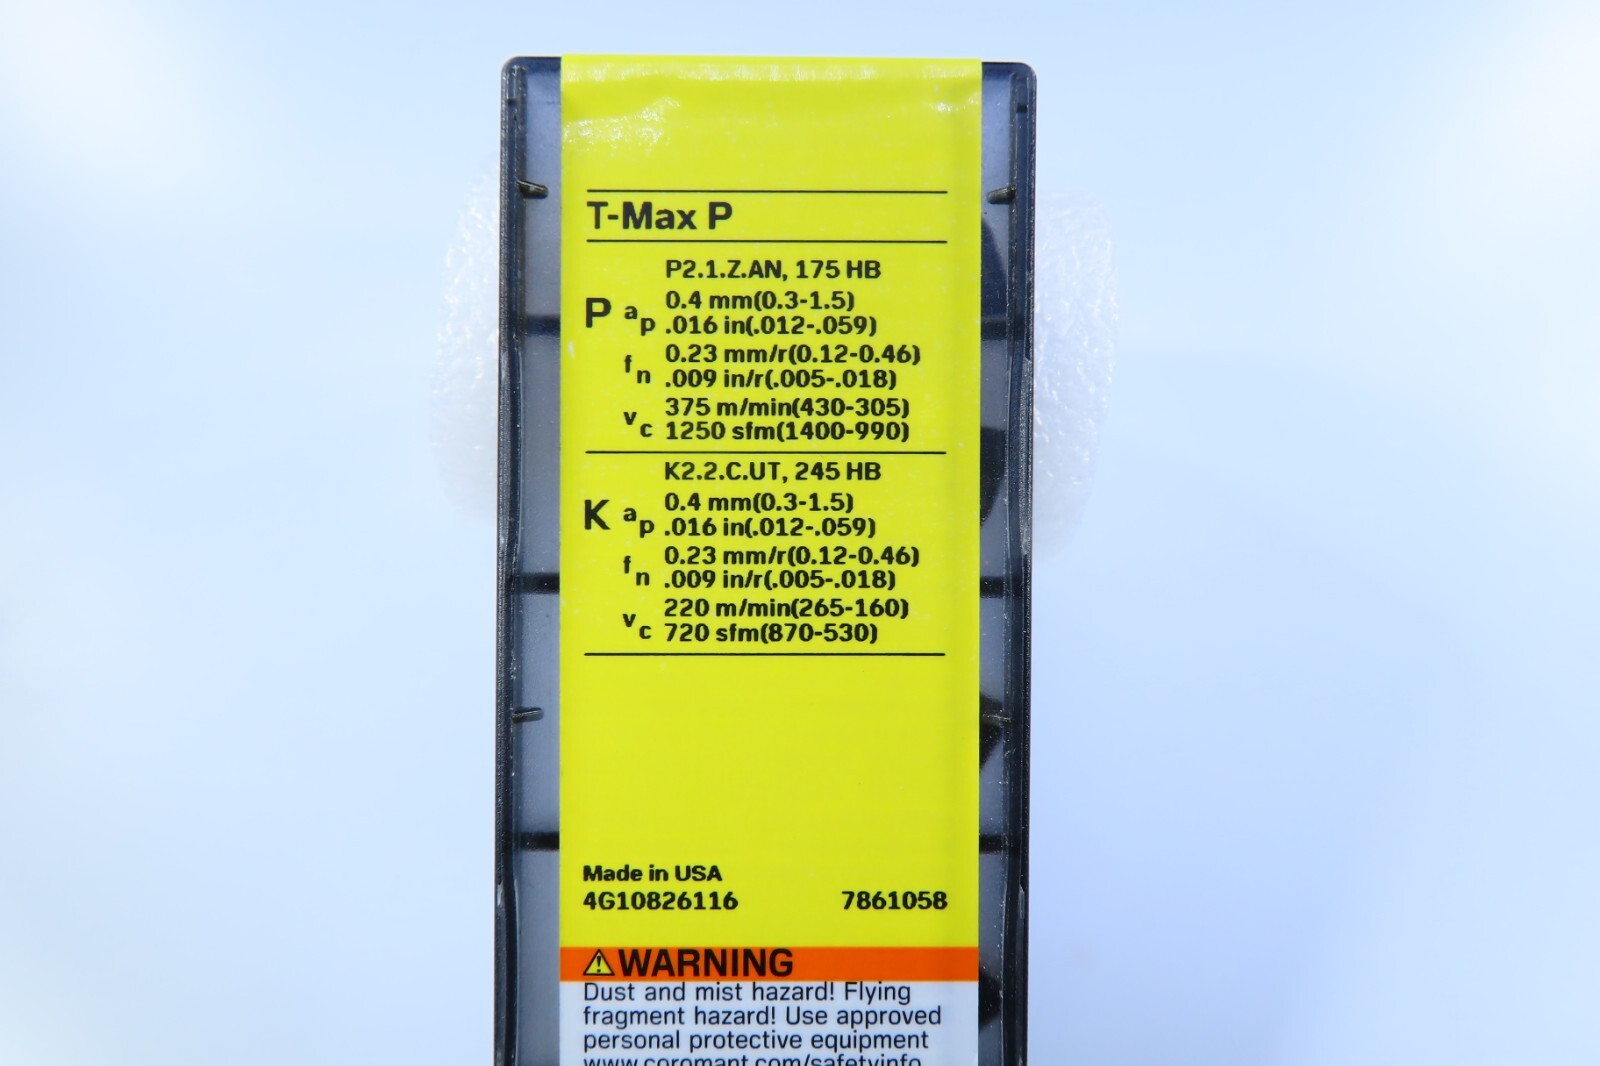 T-Max P
P2.1.Z.AN, 175 HB
P ap 0.4 mm(0.3-1.5)
.016 in(.012-.059)
fn 0.23 mm/r(0.12-0.46)
.009 in/r(.005-.018)
vc 375 m/min(430-305)
1250 sfm(1400-990)
K2.2.C.UT, 245 HB
K ap 0.4 mm(0.3-1.5)
.016 in(.012-.059)
fn 0.23 mm/r(0.12-0.46)
.009 in/r(.005-.018)
vc 220 m/min(265-160)
720 sfm(870-530)
Made in USA
4G10826116 7861058
WARNING
Dust and mist hazard! Flying
fragment hazard! Use approved
personal protective equipment
www.coromant.com/safetyinfo